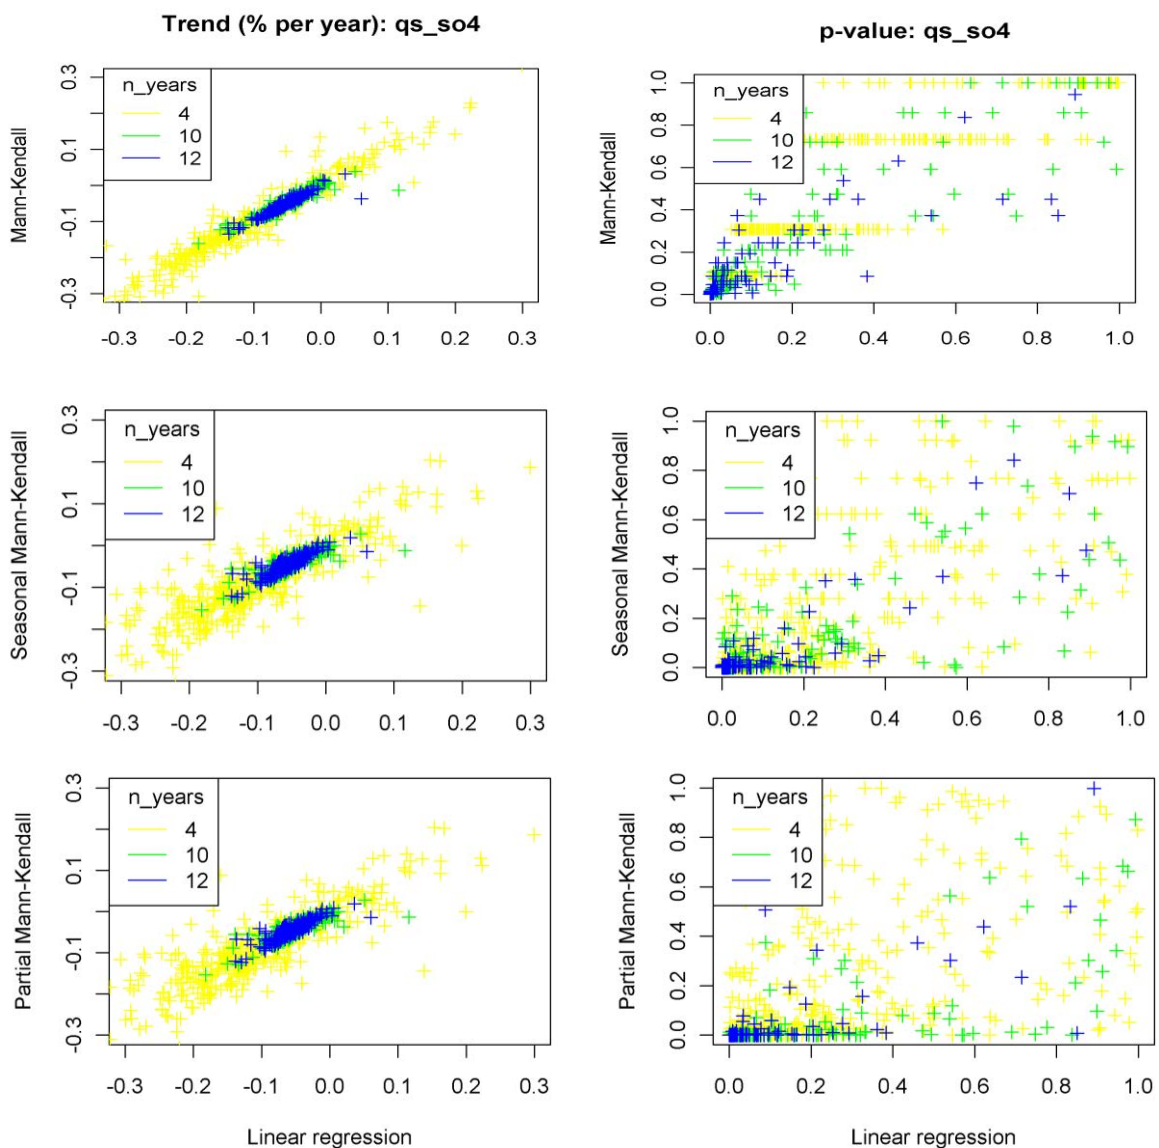 Trend (% per year): qs_so4
p-value: qs_so4
Mann-Kendall
0.3
0.1
-0.1
-0.3
n_years
4
10
12
-0.3 -0.2 -0.1 0.0 0.1 0.2 0.3
Mann-Kendall
1.0
0.8
0.6
0.4
0.2
0.0
n_years
4
10
12
0.0 0.2 0.4 0.6 0.8 1.0
Seasonal Mann-Kendall
0.3
0.1
-0.1
-0.3
n_years
4
10
12
-0.3 -0.2 -0.1 0.0 0.1 0.2 0.3
Seasonal Mann-Kendall
1.0
0.8
0.6
0.4
0.2
0.0
n_years
4
10
12
0.0 0.2 0.4 0.6 0.8 1.0
Partial Mann-Kendall
0.3
0.1
-0.1
-0.3
n_years
4
10
12
-0.3 -0.2 -0.1 0.0 0.1 0.2 0.3
Linear regression
Partial Mann-Kendall
1.0
0.8
0.6
0.4
0.2
0.0
n_years
4
10
12
0.0 0.2 0.4 0.6 0.8 1.0
Linear regression